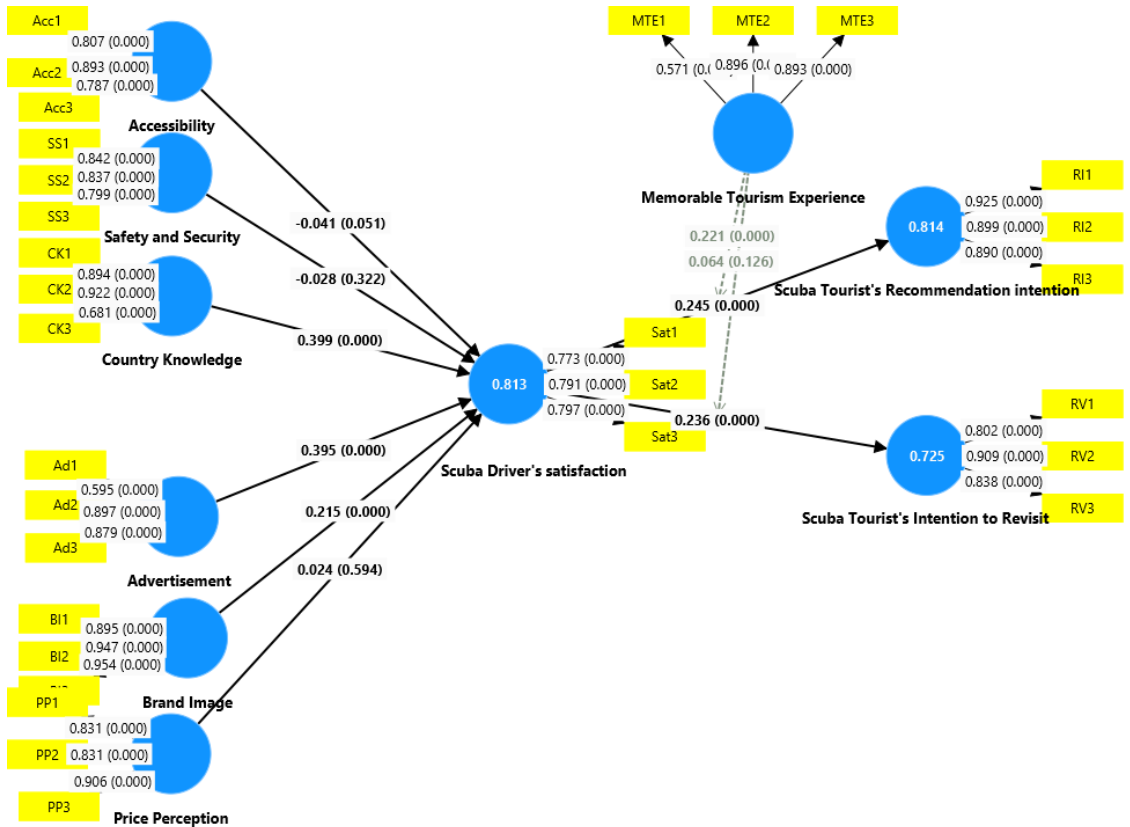 Acc1
0.807 (0.000)
Acc2
0.893 (0.000)
0.787 (0.000)
Acc3
Accessibility
SS1
0.842 (0.000)
SS2
0.837 (0.000)
0.799 (0.000)
SS3
Safety and Security
CK1
0.894 (0.000)
CK2
0.922 (0.000)
0.681 (0.000)
CK3
Country Knowledge
Ad1
0.595 (0.000)
Ad2
0.897 (0.000)
0.879 (0.000)
Ad3
Advertisement
BI1
0.895 (0.000)
BI2
0.947 (0.000)
0.954 (0.000)
Brand Image
PP1
0.831 (0.000)
PP2
0.831 (0.000)
0.906 (0.000)
PP3
Price Perception
-0.041 (0.051)
-0.028 (0.322)
0.399 (0.000)
0.395 (0.000)
0.215 (0.000)
0.024 (0.594)
0.813
Scuba Driver's satisfaction
Sat1
0.773 (0.000)
Sat2
0.791 (0.000)
0.797 (0.000)
Sat3
MTE1
MTE2
MTE3
0.571
0.896
0.893 (0.000)
Memorable Tourism Experience
0.221 (0.000)
0.064 (0.126)
0.245 (0.000)
0.236 (0.000)
0.814
RI1
0.925 (0.000)
RI2
0.899 (0.000)
0.890 (0.000)
RI3
Scuba Tourist's Recommendation intention
0.725
RV1
0.802 (0.000)
RV2
0.909 (0.000)
0.838 (0.000)
RV3
Scuba Tourist's Intention to Revisit